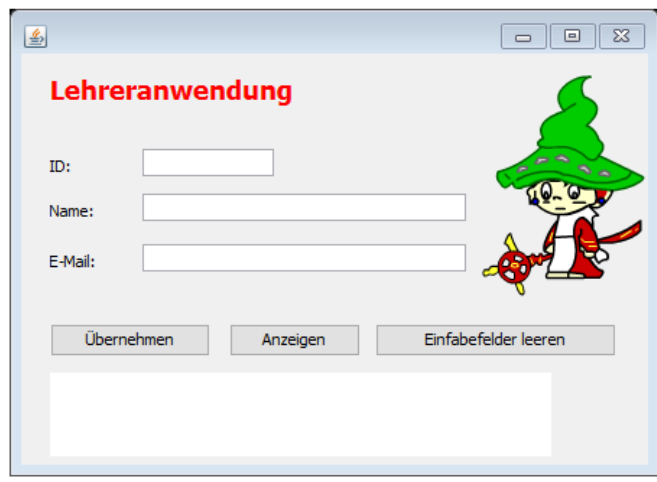 Lehreranwendung
ID:
Name:
E-Mail:
Übernehmen Anzeigen Einfabefelder leeren